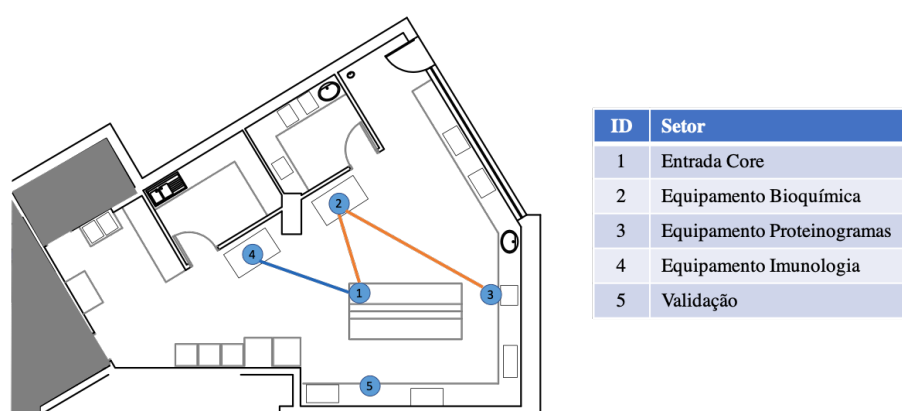 2
4
1
3
5
ID Setor
1 Entrada Core
2 Equipamento Bioquímica
3 Equipamento Proteinogramas
4 Equipamento Imunologia
5 Validação